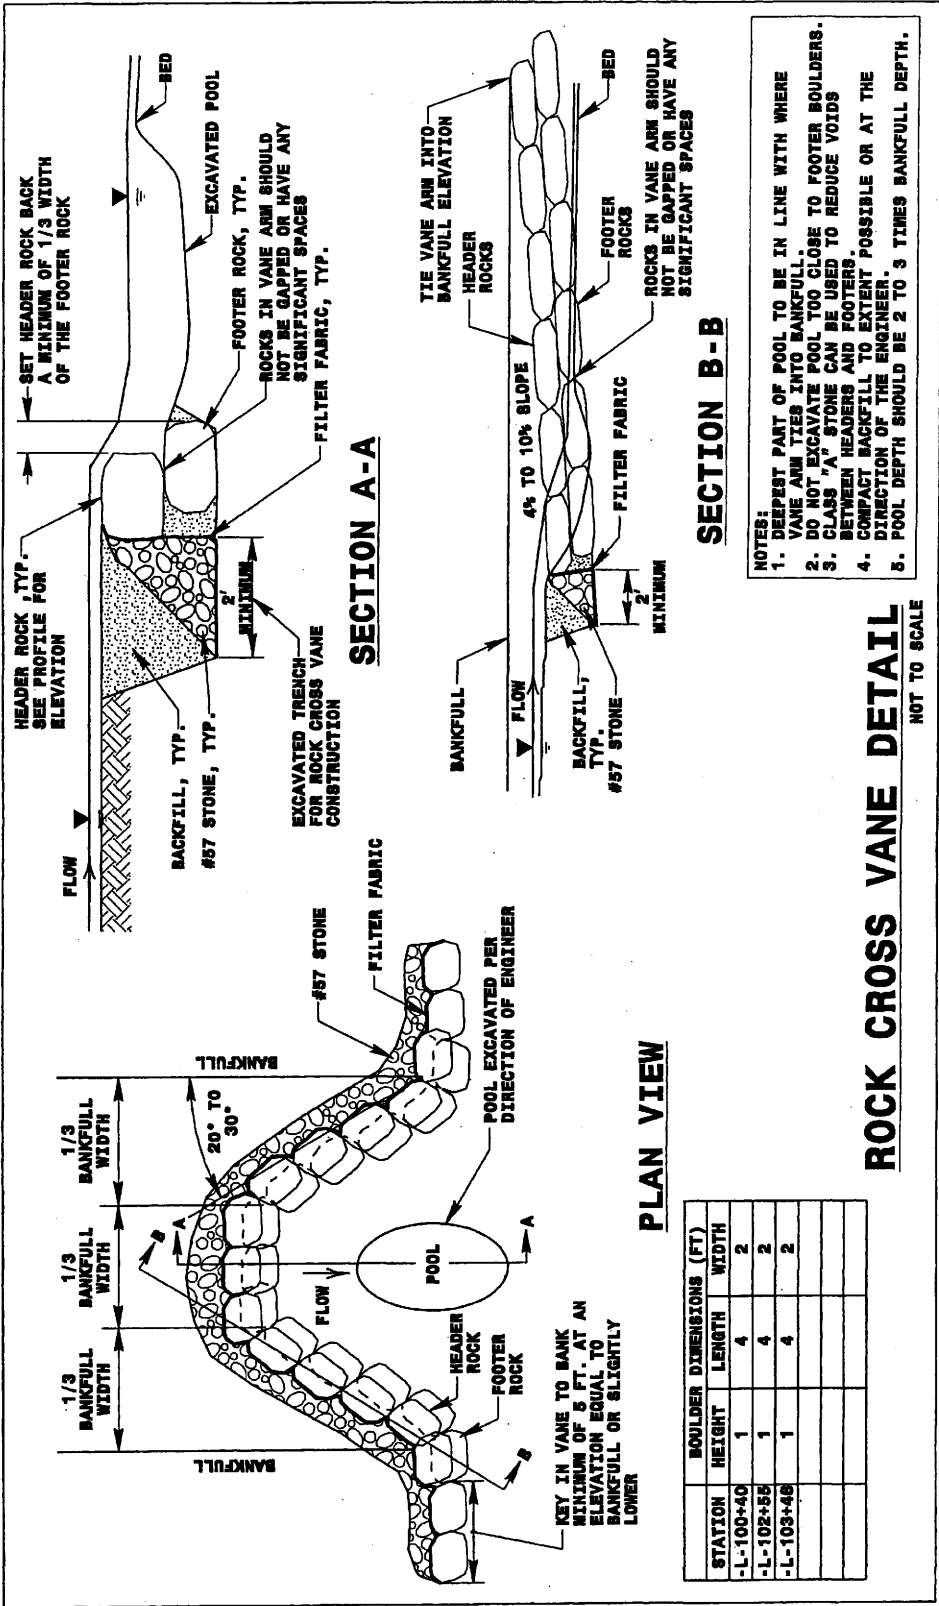 1/3
BANKFULL
WIDTH
1/3
BANKFULL
WIDTH
1/3
BANKFULL
WIDTH
BANKFULL
BANKFULL
20° TO
30°
B
A
#57 STONE
FILTER FABRIC
FLOW
POOL
POOL EXCAVATED PER
DIRECTION OF ENGINEER
A
B
HEADER
ROCK
FOOTER
ROCK
KEY IN VANE TO BANK
MINIMUM OF 5 FT. AT AN
ELEVATION EQUAL TO
BANKFULL OR SLIGHTLY
LOWER
PLAN VIEW
BOULDER DIMENSIONS (FT)
STATION HEIGHT LENGTH WIDTH
-L-100+40 1 4 2
-L-102+55 1 4 2
-L-103+48 1 4 2
HEADER ROCK ,TYP.
SEE PROFILE FOR
ELEVATION
SET HEADER ROCK BACK
A MINIMUM OF 1/3 WIDTH
OF THE FOOTER ROCK
FLOW
BED
EXCAVATED POOL
FOOTER ROCK, TYP.
ROCKS IN VANE ARM SHOULD
NOT BE GAPPED OR HAVE ANY
SIGNIFICANT SPACES
FILTER FABRIC, TYP.
BACKFILL, TYP.
#57 STONE, TYP.
2'
MINIMUM
EXCAVATED TRENCH
FOR ROCK CROSS VANE
CONSTRUCTION
SECTION A-A
TIE VANE ARM INTO
BANKFULL ELEVATION
HEADER
ROCKS
4% TO 10% SLOPE
BANKFULL
FLOW
BED
FOOTER
ROCKS
ROCKS IN VANE ARM SHOULD
NOT BE GAPPED OR HAVE ANY
SIGNIFICANT SPACES
FILTER FABRIC
BACKFILL,
TYP.
#57 STONE
2'
MINIMUM
SECTION B-B
NOTES:
1. DEEPEST PART OF POOL TO BE IN LINE WITH WHERE
VANE ARM TIES INTO BANKFULL.
2. DO NOT EXCAVATE POOL TOO CLOSE TO FOOTER BOULDERS.
3. CLASS "A" STONE CAN BE USED TO REDUCE VOIDS
BETWEEN HEADERS AND FOOTERS.
4. COMPACT BACKFILL TO EXTENT POSSIBLE OR AT THE
DIRECTION OF THE ENGINEER.
5. POOL DEPTH SHOULD BE 2 TO 3 TIMES BANKFULL DEPTH.
ROCK CROSS VANE DETAIL
NOT TO SCALE